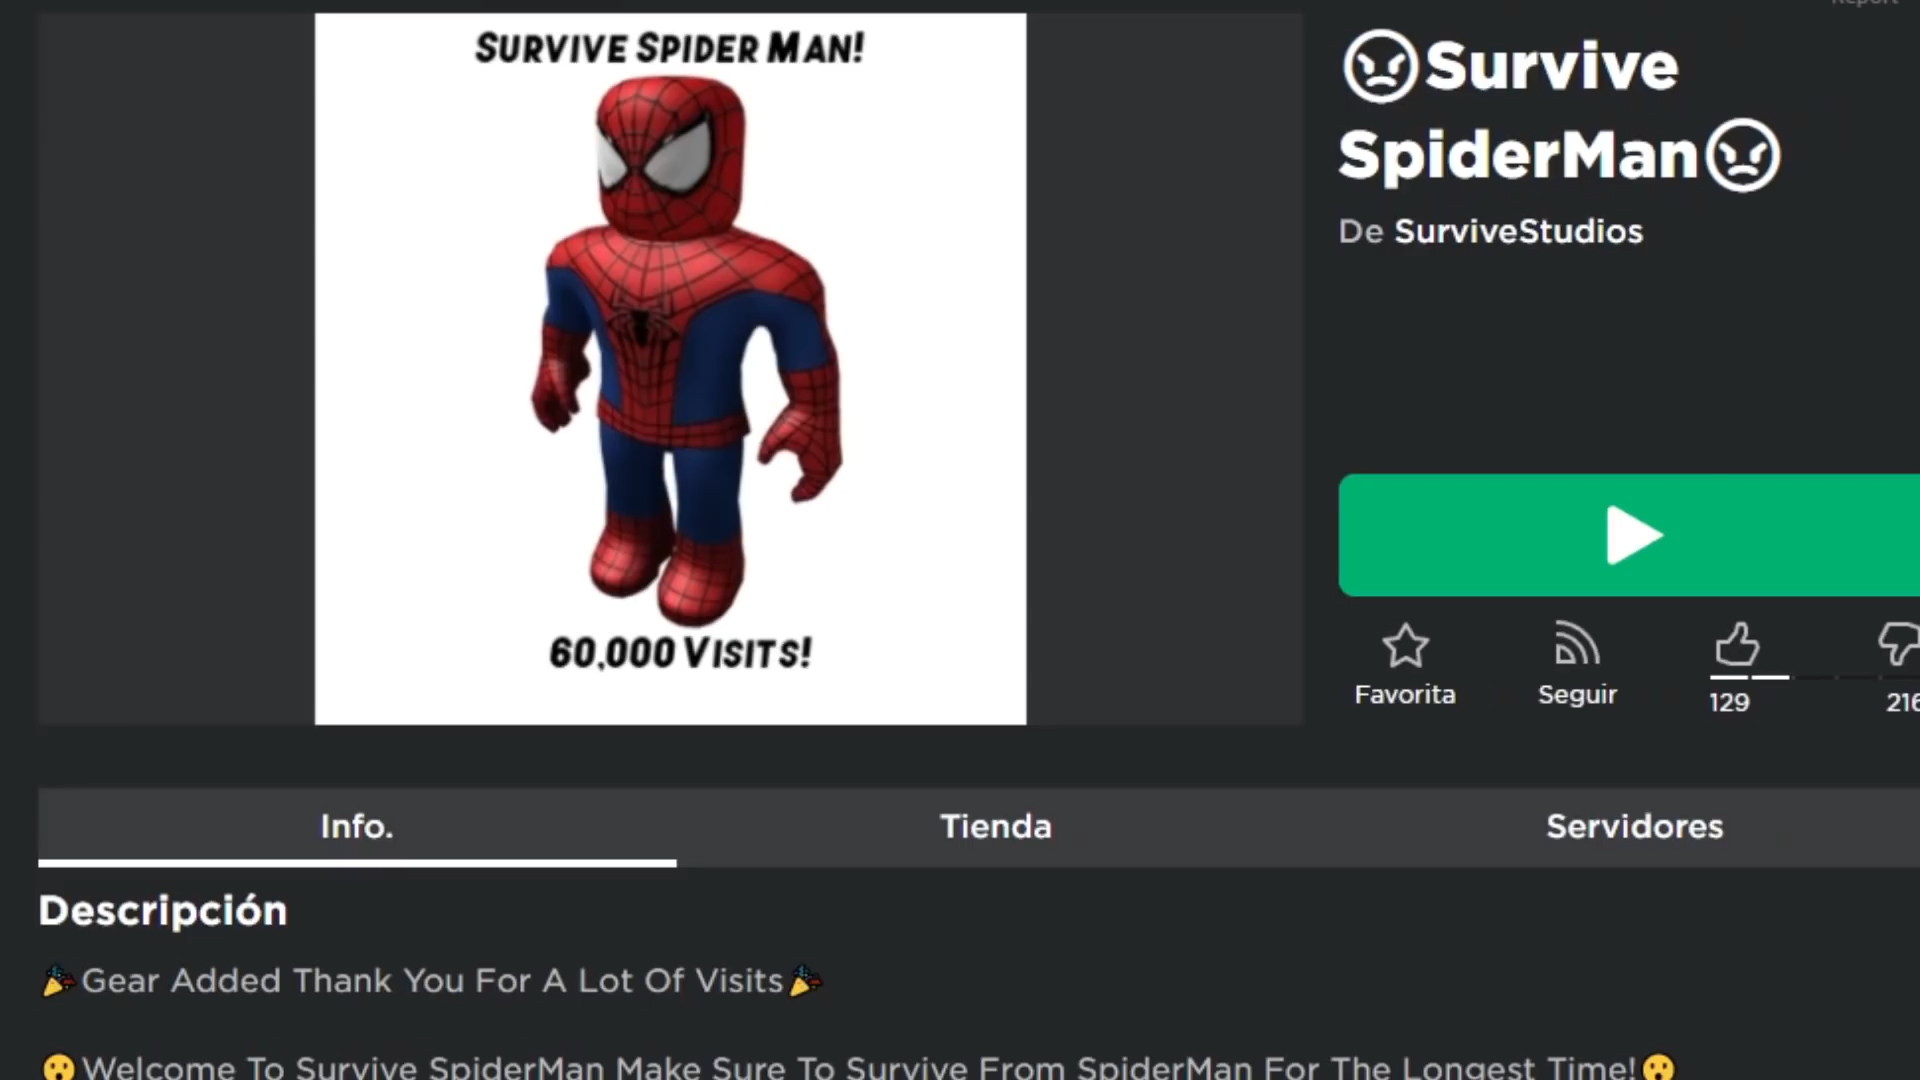 Report
SURVIVE SPIDER MAN!
60,000 VISITS!
😠Survive
SpiderMan😠
De SurviveStudios
Favorita
Seguir
129
216
Info.
Tienda
Servidores
Descripción
🎉Gear Added Thank You For A Lot Of Visits🎉
😮Welcome To Survive SpiderMan Make Sure To Survive From SpiderMan For The Longest Time!😮